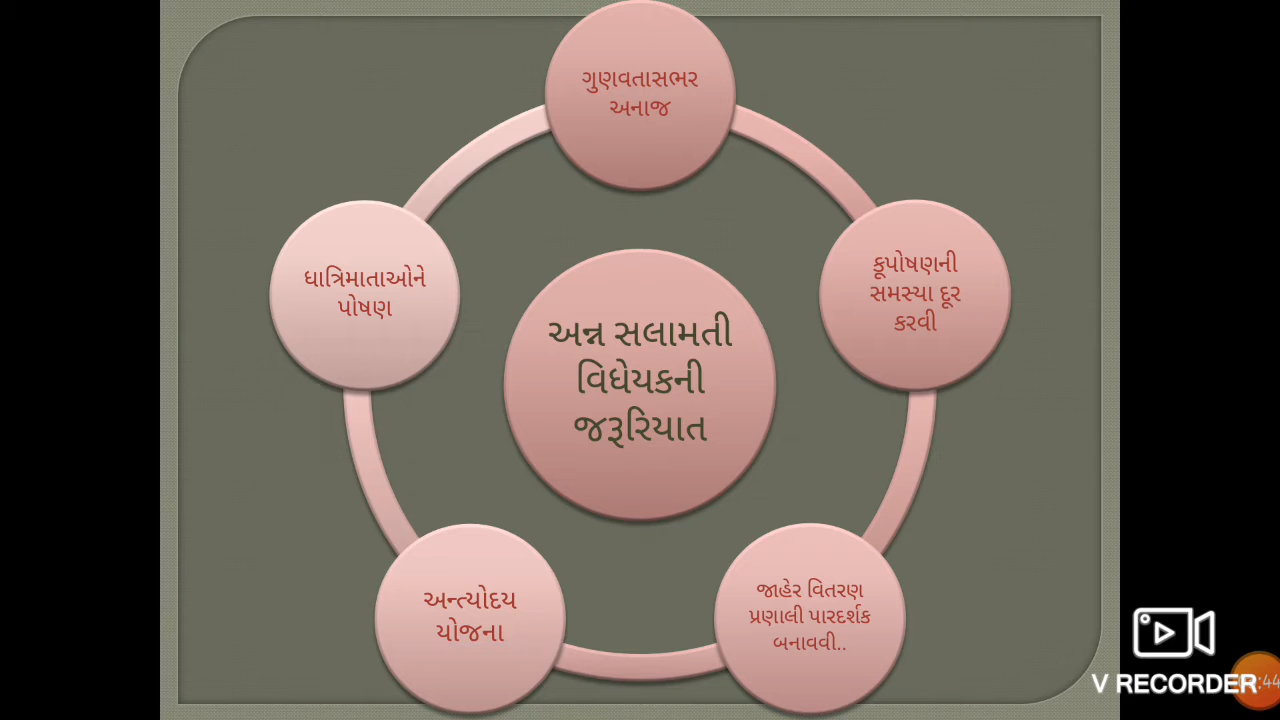 ગુણવતાસભર
અનાજ
કૂપોષણની
સમસ્યા દૂર
કરવી
જાહેર વિતરણ
પ્રણાલી પારદર્શક
બનાવવી..
અન્ત્યોદય
યોજના
ધાત્રિમાતાઓને
પોષણ
અન્ન સલામતી
વિધેયકની
જરૂરિયાત
V RECORDER